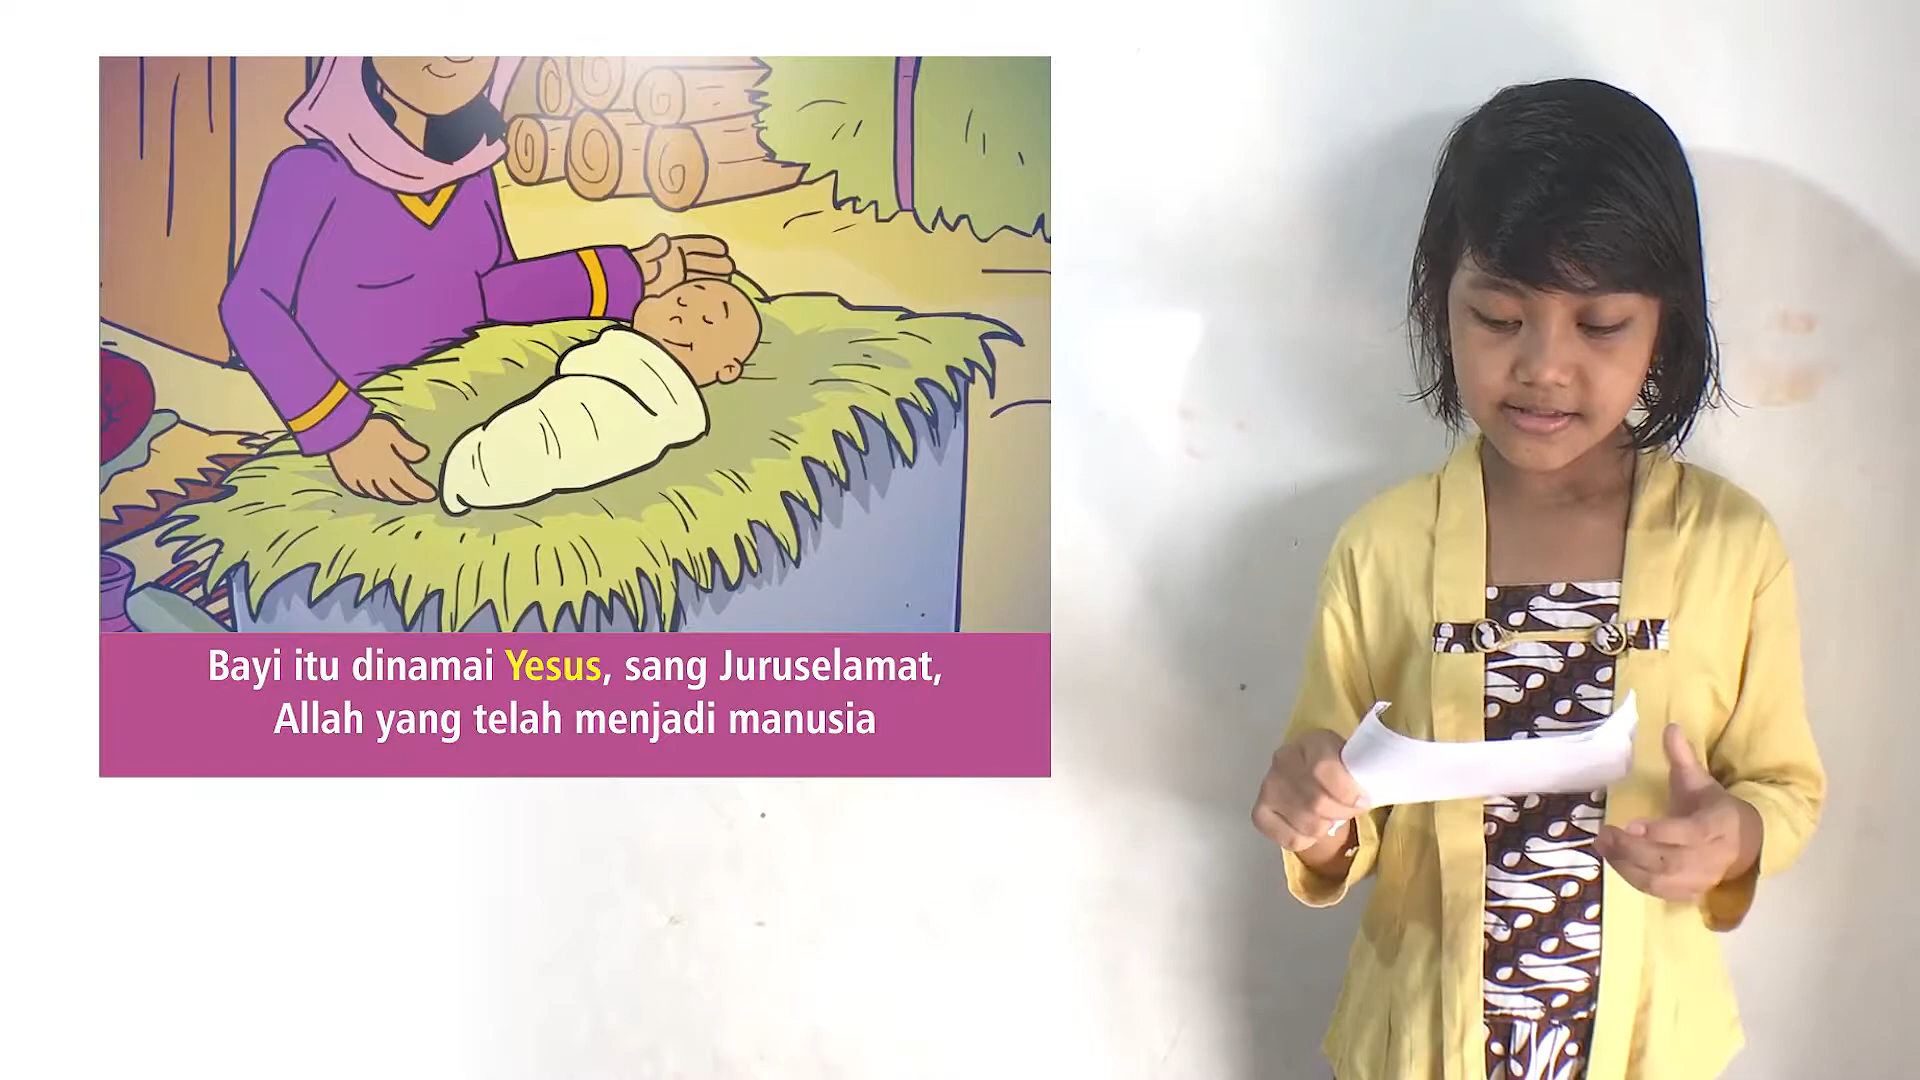 Bayi itu dinamai Yesus, sang Juruselamat,
Allah yang telah menjadi manusia